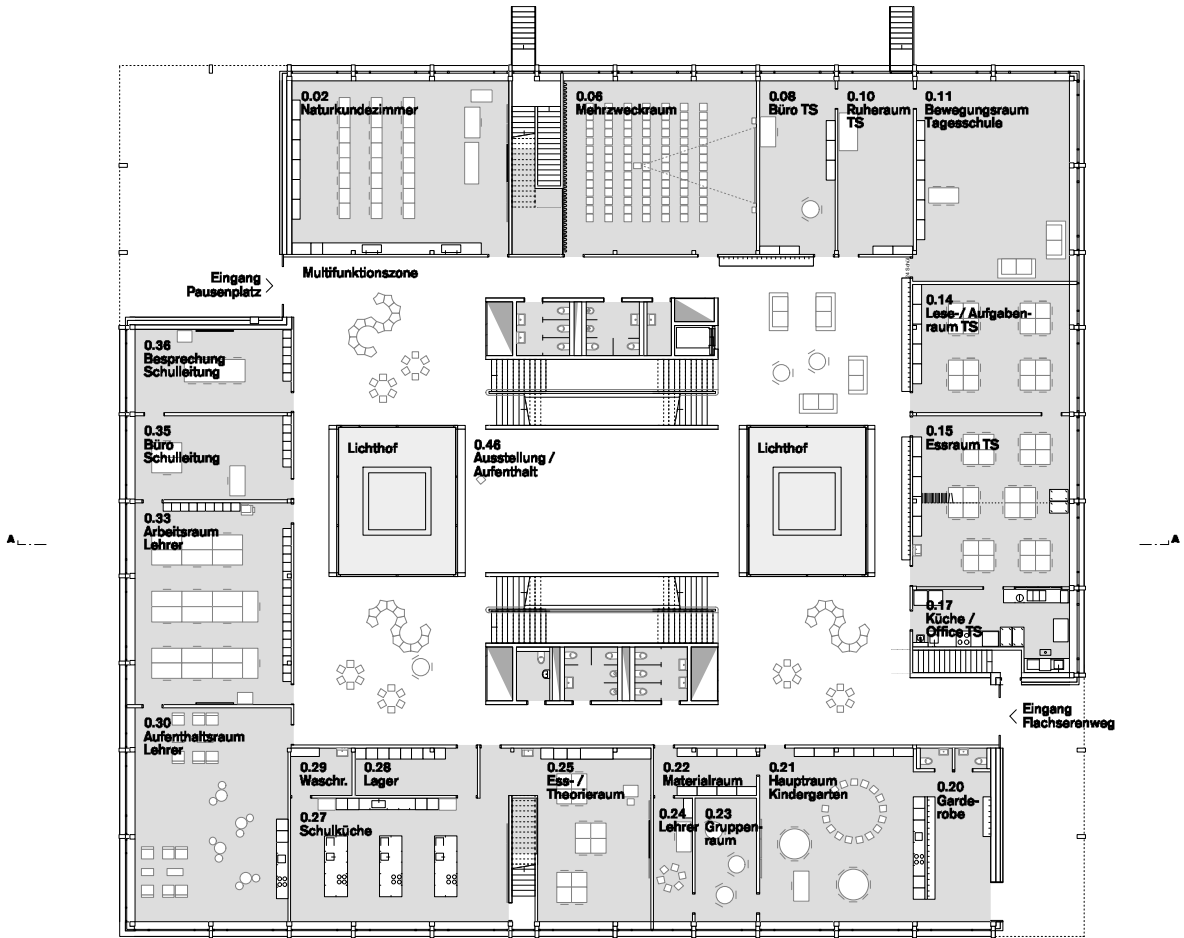 0.02
Naturkundezimmer
0.06
Mehrzweckraum
0.08
Büro TS
0.10
Ruheraum
TS
0.11
Bewegungsraum
Tagesschule
Eingang
Pausenplatz
Multifunktionszone
0.14
Lese-/ Aufgaben-
raum TS
0.36
Besprechung
Schulleitung
0.35
Büro
Schulleitung
Lichthof
0.46
Ausstellung /
Aufenthalt
Lichthof
0.15
Essraum TS
0.33
Arbeitsraum
Lehrer
A
A
0.17
Küche /
Office TS
0.30
Aufenthaltsraum
Lehrer
Eingang
Flachserenweg
0.29
Waschr.
0.28
Lager
0.25
Ess- /
Theorieraum
0.22
Materialraum
0.21
Hauptraum
Kindergarten
0.20
Garde-
robe
0.27
Schulküche
0.24
Lehrer
0.23
Gruppen-
raum